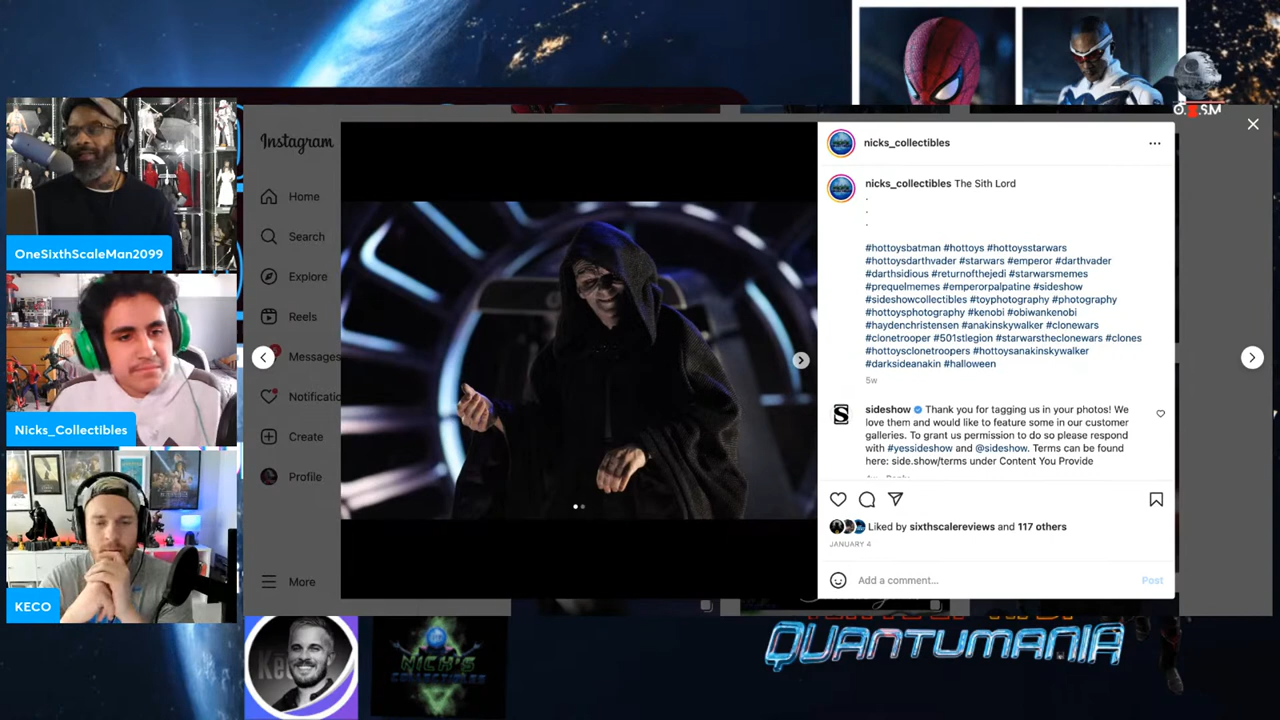 O.S.S.M
OneSixthScaleMan2099
Nicks_Collectibles
KECO
Instagram
Home
Search
Explore
Reels
Messages
Notificatio
Create
Profile
More
nicks_collectibles
nicks_collectibles The Sith Lord
.
.
.
#hottoysbatman #hottoys #hottoysstarwars
#hottoysdarthvader #starwars #emperor #darthvader
#darthsidious #returnofthejedi #starwarsmemes
#prequelmemes #emperorpalpatine #sideshow
#sideshowcollectibles #toyphotography #photography
#hottoysphotography #kenobi #obiwankenobi
#haydenchristensen #anakinskywalker #clonewars
#clonetrooper #501stlegion #starwarstheclonewars #clones
#hottoysclonetroopers #hottoysanakinskywalker
#darksideanakin #halloween
5w
sideshow Thank you for tagging us in your photos! We
love them and would like to feature some in our customer
galleries. To grant us permission to do so please respond
with #yessideshow and @sideshow. Terms can be found
here: side.show/terms under Content You Provide
Liked by sixthscalereviews and 117 others
JANUARY 4
Add a comment...
Post
QUANTUMANIA
NICK'S
COLLECTIBLES